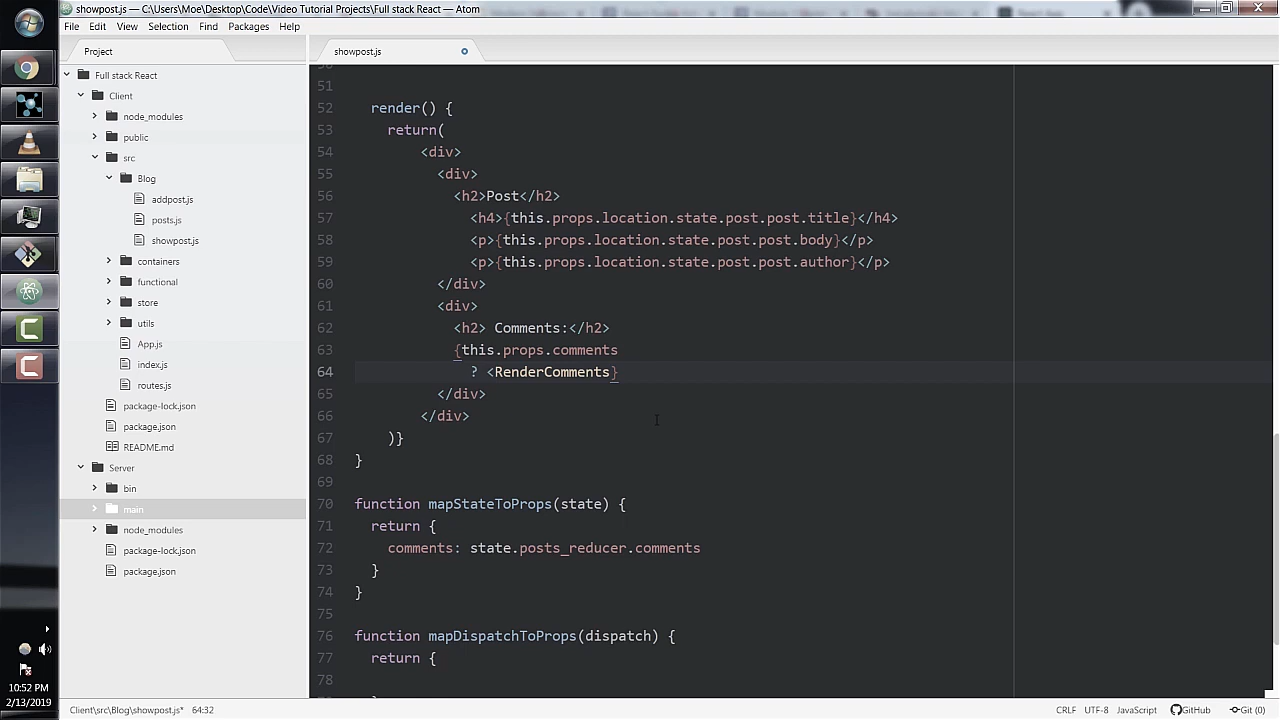 showpost.js — C:\Users\Moe\Desktop\Code\Video Tutorial Projects\Full stack React — Atom
File Edit View Selection Find Packages Help
Project
showpost.js
Full stack React
Client
node_modules
public
src
Blog
addpost.js
posts.js
showpost.js
containers
functional
store
utils
App.js
index.js
routes.js
package-lock.json
package.json
README.md
Server
bin
main
node_modules
package-lock.json
package.json
51
52 render() {
53 return(
54 <div>
55 <div>
56 <h2>Post</h2>
57 <h4>{this.props.location.state.post.post.title}</h4>
58 <p>{this.props.location.state.post.post.body}</p>
59 <p>{this.props.location.state.post.post.author}</p>
60 </div>
61 <div>
62 <h2> Comments:</h2>
63 {this.props.comments
64 ? <RenderComments}
65 </div>
66 </div>
67 )}
68 }
69
70 function mapStateToProps(state) {
71 return {
72 comments: state.posts_reducer.comments
73 }
74 }
75
76 function mapDispatchToProps(dispatch) {
77 return {
78
10:52 PM
2/13/2019
Client\src\Blog\showpost.js* 64:32
CRLF UTF-8 JavaScript GitHub Git (0)